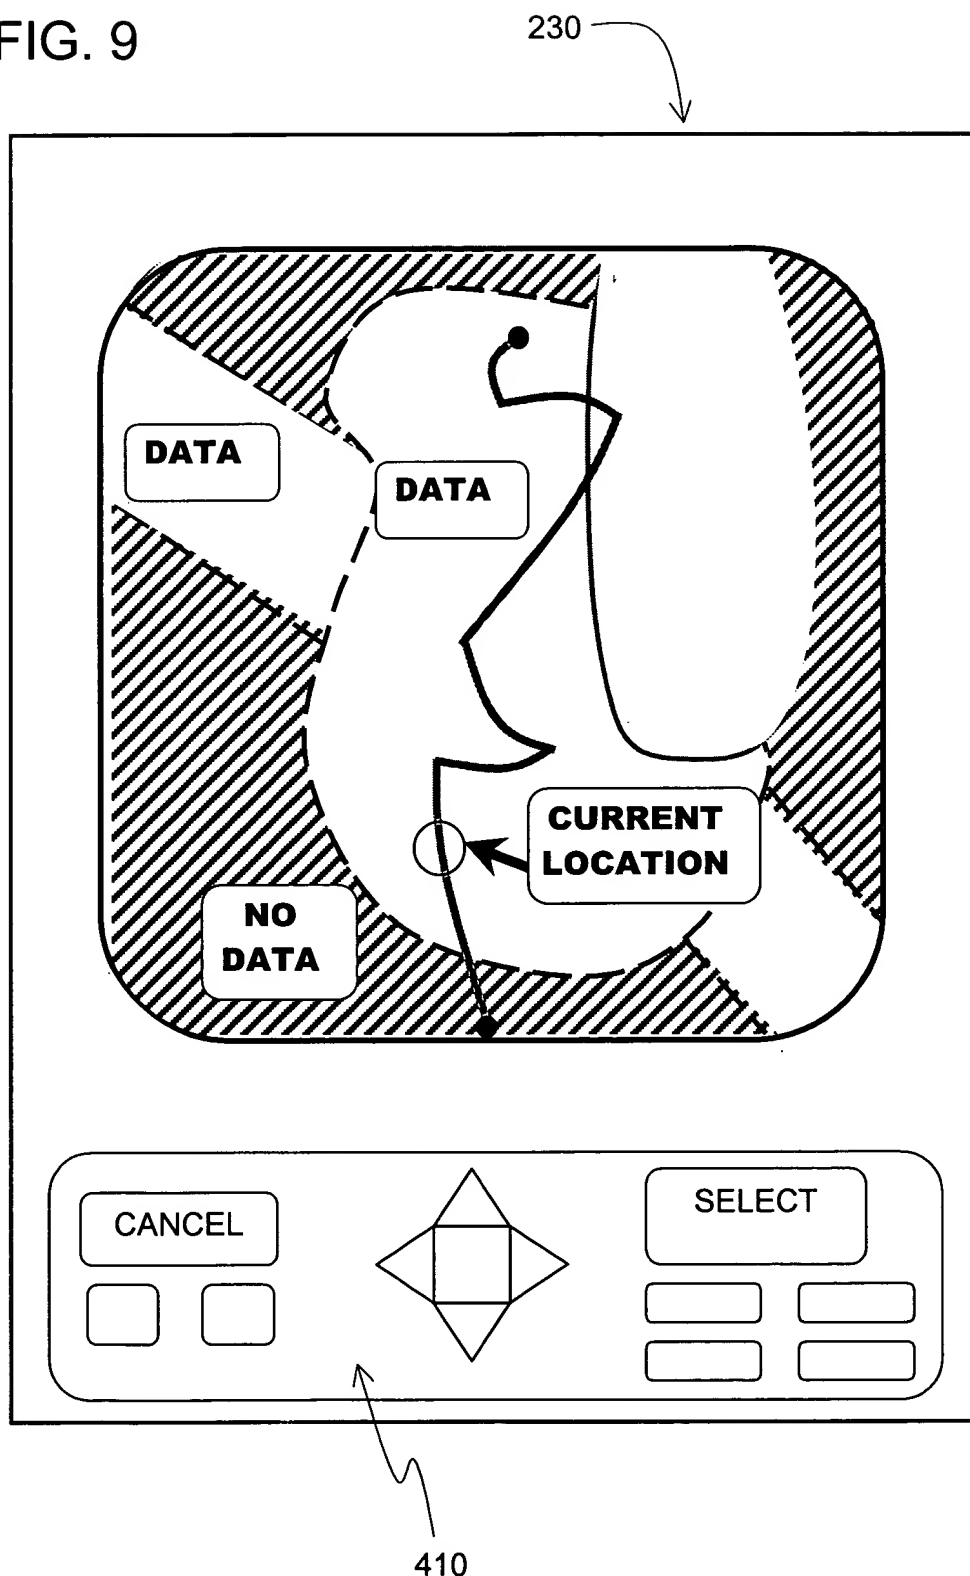 FIG. 9
230
DATA
DATA
CURRENT
LOCATION
NO
DATA
CANCEL
SELECT
410